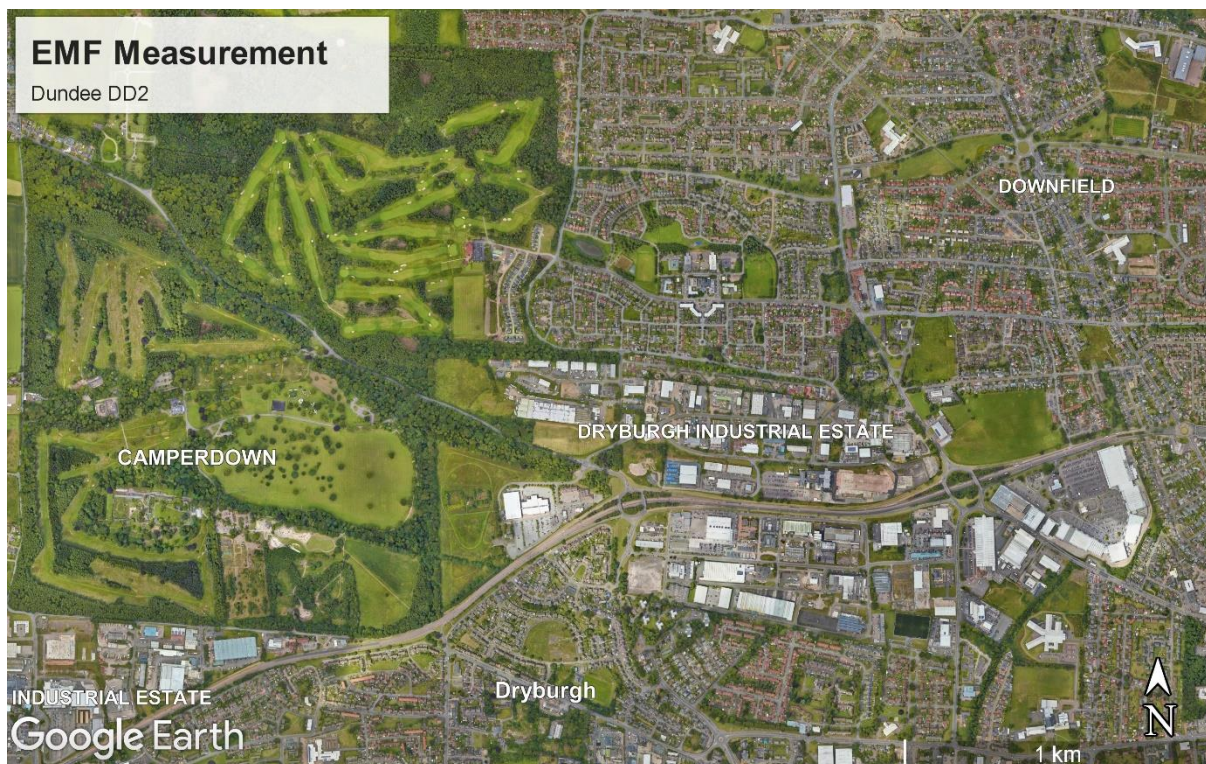 EMF Measurement
Dundee DD2
DOWNFIELD
DRYBURGH INDUSTRIAL ESTATE
CAMPERDOWN
Dryburgh
INDUSTRIAL ESTATE
Google Earth
N
1 km